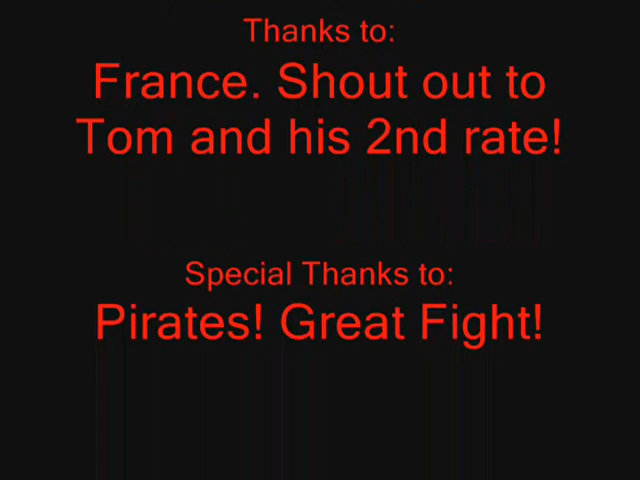 Thanks to:
France. Shout out to
Tom and his 2nd rate!
Special Thanks to:
Pirates! Great Fight!